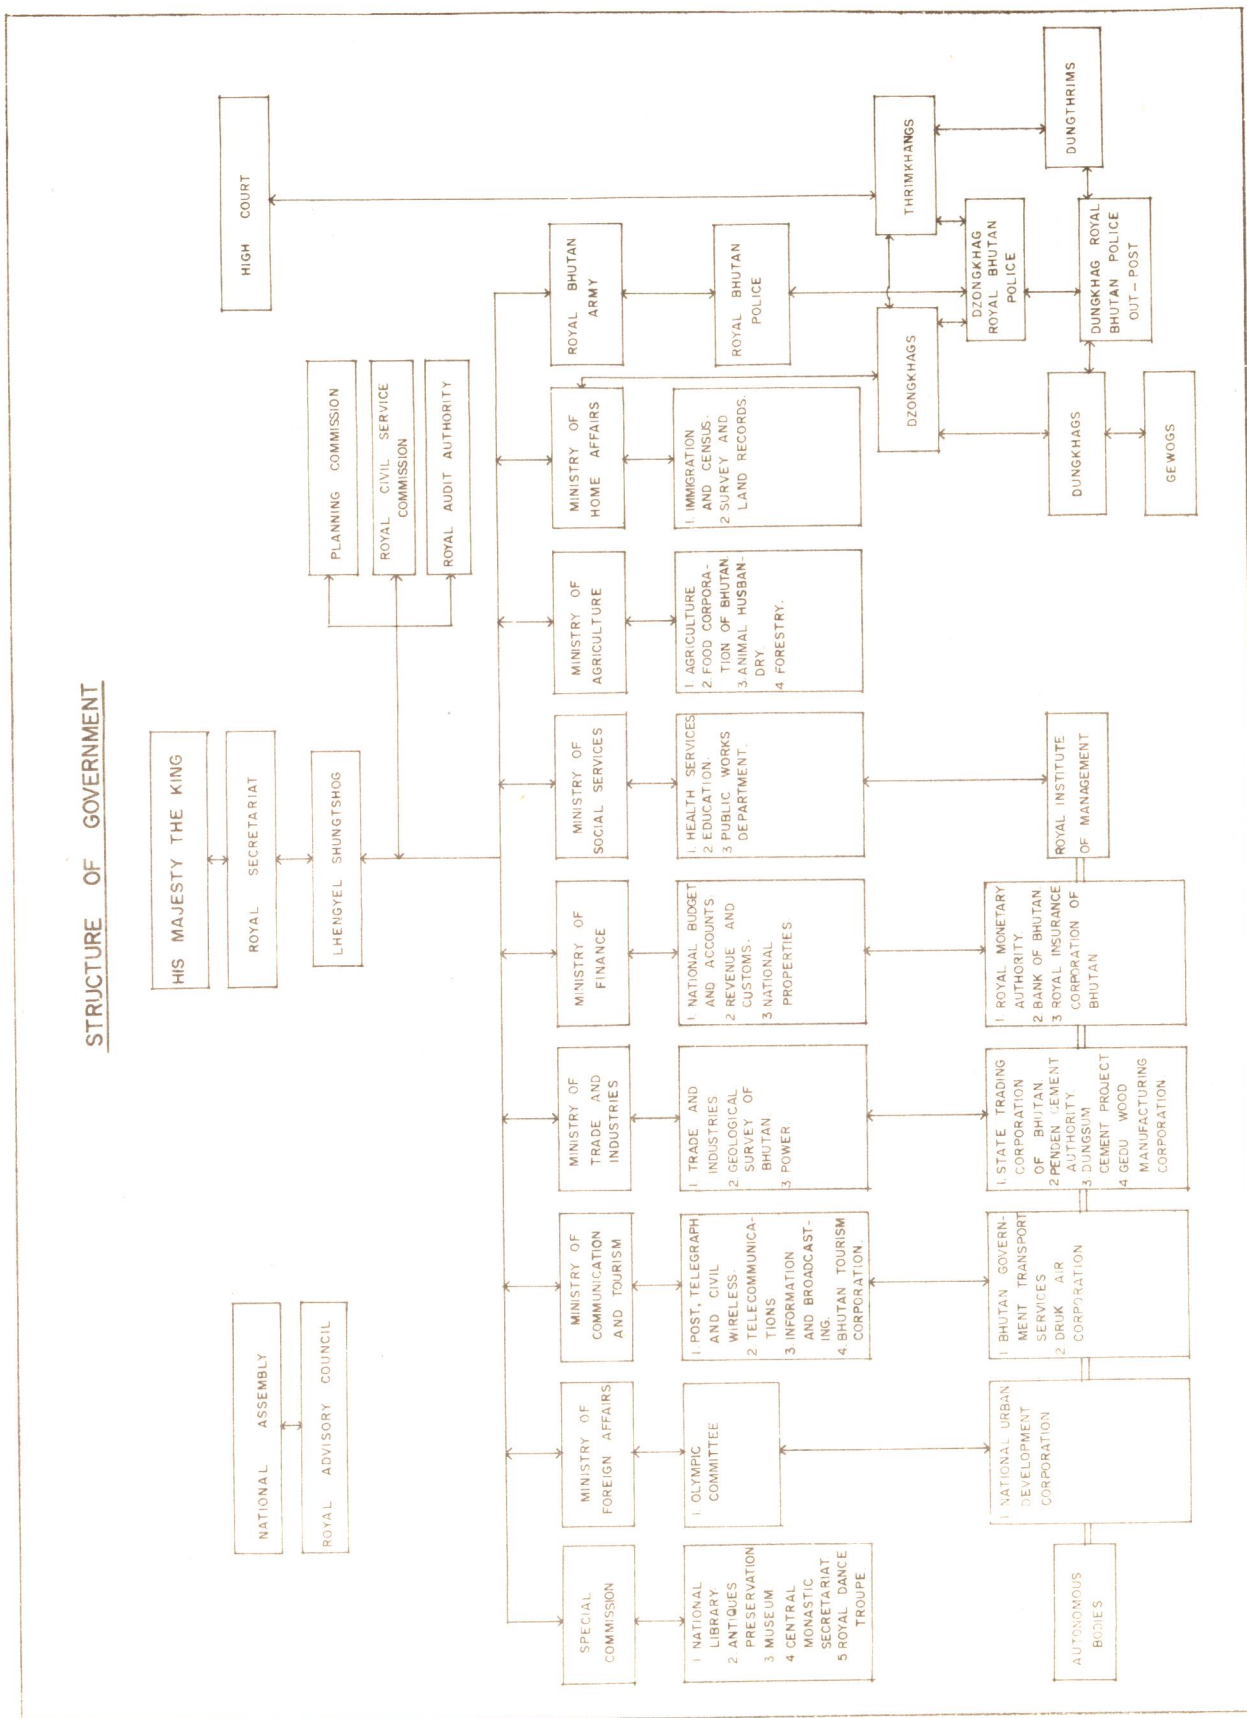 STRUCTURE OF GOVERNMENT
HIS MAJESTY THE KING
ROYAL SECRETARIAT
LHENGYEL SHUNGTSHOG
NATIONAL ASSEMBLY
ROYAL ADVISORY COUNCIL
HIGH COURT
PLANNING COMMISSION
ROYAL CIVIL SERVICE
COMMISSION
ROYAL AUDIT AUTHORITY
SPECIAL
COMMISSION
MINISTRY OF
FOREIGN AFFAIRS
MINISTRY OF
COMMUNICATION
AND TOURISM
MINISTRY OF
TRADE AND
INDUSTRIES
MINISTRY OF
FINANCE
MINISTRY OF
SOCIAL SERVICES
MINISTRY OF
AGRICULTURE
MINISTRY OF
HOME AFFAIRS
ROYAL BHUTAN
ARMY
1 NATIONAL
LIBRARY.
2 ANTIQUES
PRESERVATION
3 MUSEUM
4 CENTRAL
MONASTIC
SECRETARIAT
5 ROYAL DANCE
TROUPE
1. OLYMPIC
COMMITTEE
1. POST, TELEGRAPH
AND CIVIL
WIRELESS.
2. TELECOMMUNICA-
TIONS
3. INFORMATION
AND BROADCAST-
ING.
4. BHUTAN TOURISM
CORPORATION.
1 TRADE AND
INDUSTRIES
2 GEOLOGICAL
SURVEY OF
BHUTAN
3 POWER.
1. NATIONAL BUDGET
AND ACCOUNTS
2 REVENUE AND
CUSTOMS.
3 NATIONAL
PROPERTIES
1. HEALTH SERVICES
2 EDUCATION.
3 PUBLIC WORKS
DEPARTMENT.
1 AGRICULTURE
2. FOOD CORPORA-
TION OF BHUTAN.
3. ANIMAL HUSBAN-
DRY.
4 FORESTRY.
1. IMMIGRATION
AND CENSUS.
2 SURVEY AND
LAND RECORDS.
ROYAL BHUTAN
POLICE
DZONGKHAGS
THRIMKHANGS
DZONGKHAG
ROYAL BHUTAN
POLICE
DUNGKHAGS
DUNGKHAG ROYAL
BHUTAN POLICE
OUT-POST
DUNGTHRIMS
GEWOGS
AUTONOMOUS
BODIES
1. NATIONAL URBAN
DEVELOPMENT
CORPORATION
1 BHUTAN GOVERN-
MENT TRANSPORT
SERVICES
2 DRUK AIR
CORPORATION
1. STATE TRADING
CORPORATION
OF BHUTAN.
2 PENDEN CEMENT
AUTHORITY.
3 DUNGSUM
CEMENT PROJECT
4 GEDU WOOD
MANUFACTURING
CORPORATION
1 ROYAL MONETARY
AUTHORITY.
2 BANK OF BHUTAN
3 ROYAL INSURANCE
CORPORATION OF
BHUTAN
ROYAL INSTITUTE
OF MANAGEMENT